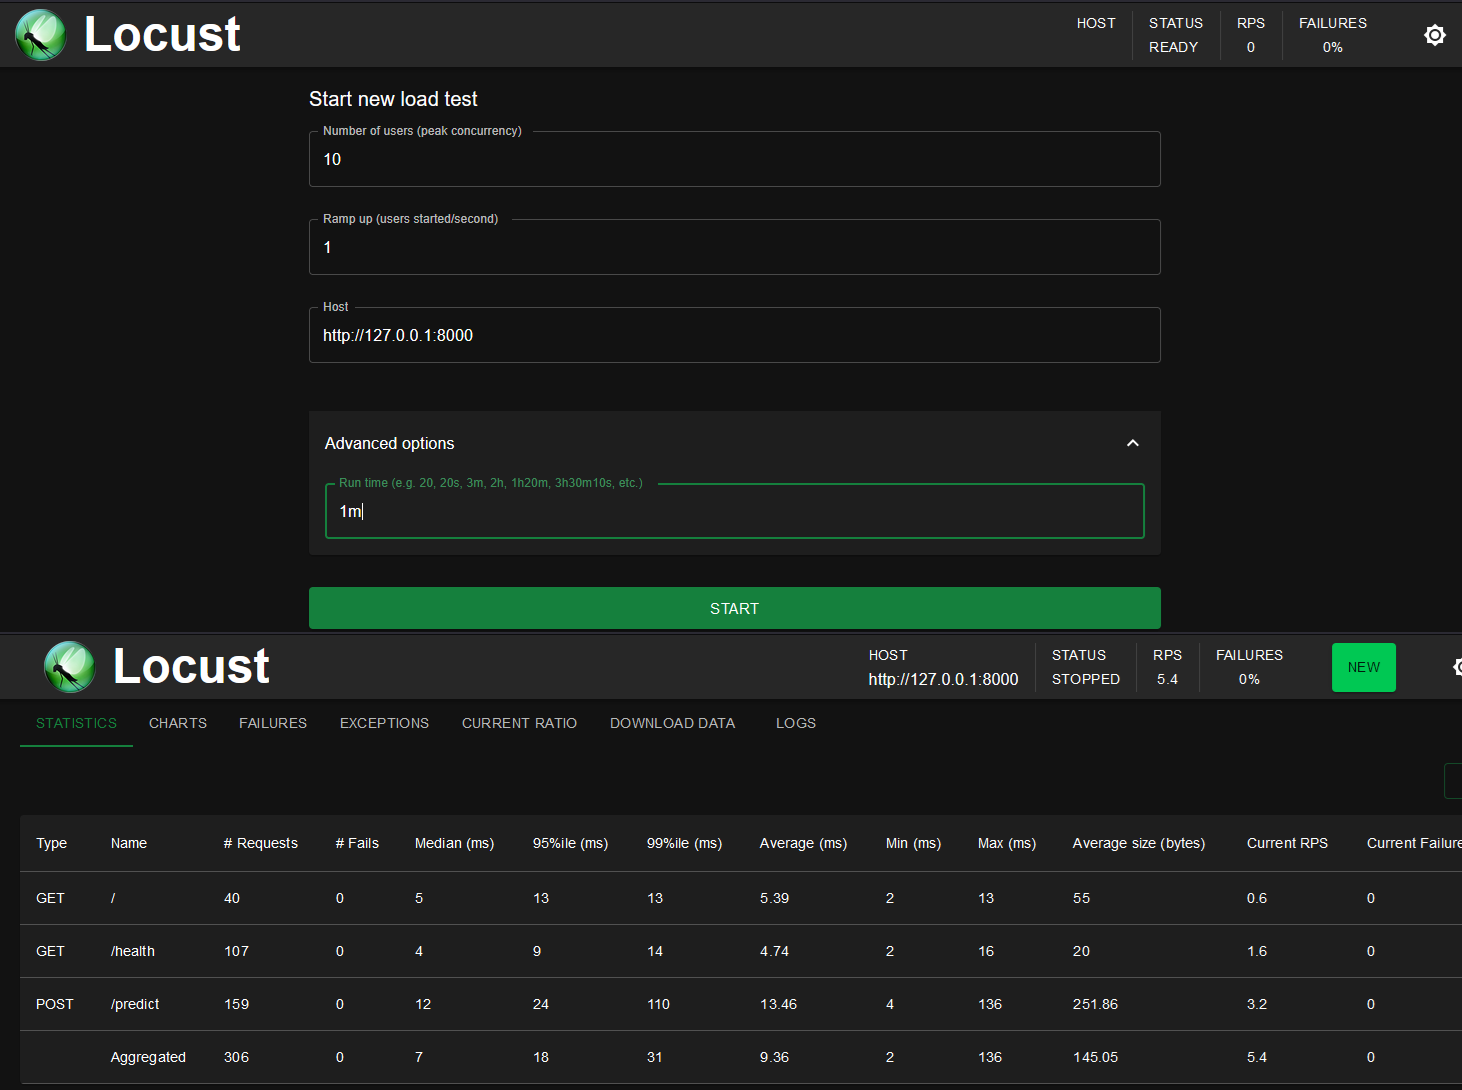 Locust
HOST STATUS RPS FAILURES
READY 0 0%
Start new load test
Number of users (peak concurrency)
10
Ramp up (users started/second)
1
Host
http://127.0.0.1:8000
Advanced options
Run time (e.g. 20, 20s, 3m, 2h, 1h20m, 3h30m10s, etc.)
1m
START
Locust
HOST STATUS RPS FAILURES NEW
http://127.0.0.1:8000 STOPPED 5.4 0%
STATISTICS CHARTS FAILURES EXCEPTIONS CURRENT RATIO DOWNLOAD DATA LOGS
Type Name # Requests # Fails Median (ms) 95%ile (ms) 99%ile (ms) Average (ms) Min (ms) Max (ms) Average size (bytes) Current RPS Current Failure
GET / 40 0 5 13 13 5.39 2 13 55 0.6 0
GET /health 107 0 4 9 14 4.74 2 16 20 1.6 0
POST /predict 159 0 12 24 110 13.46 4 136 251.86 3.2 0
Aggregated 306 0 7 18 31 9.36 2 136 145.05 5.4 0